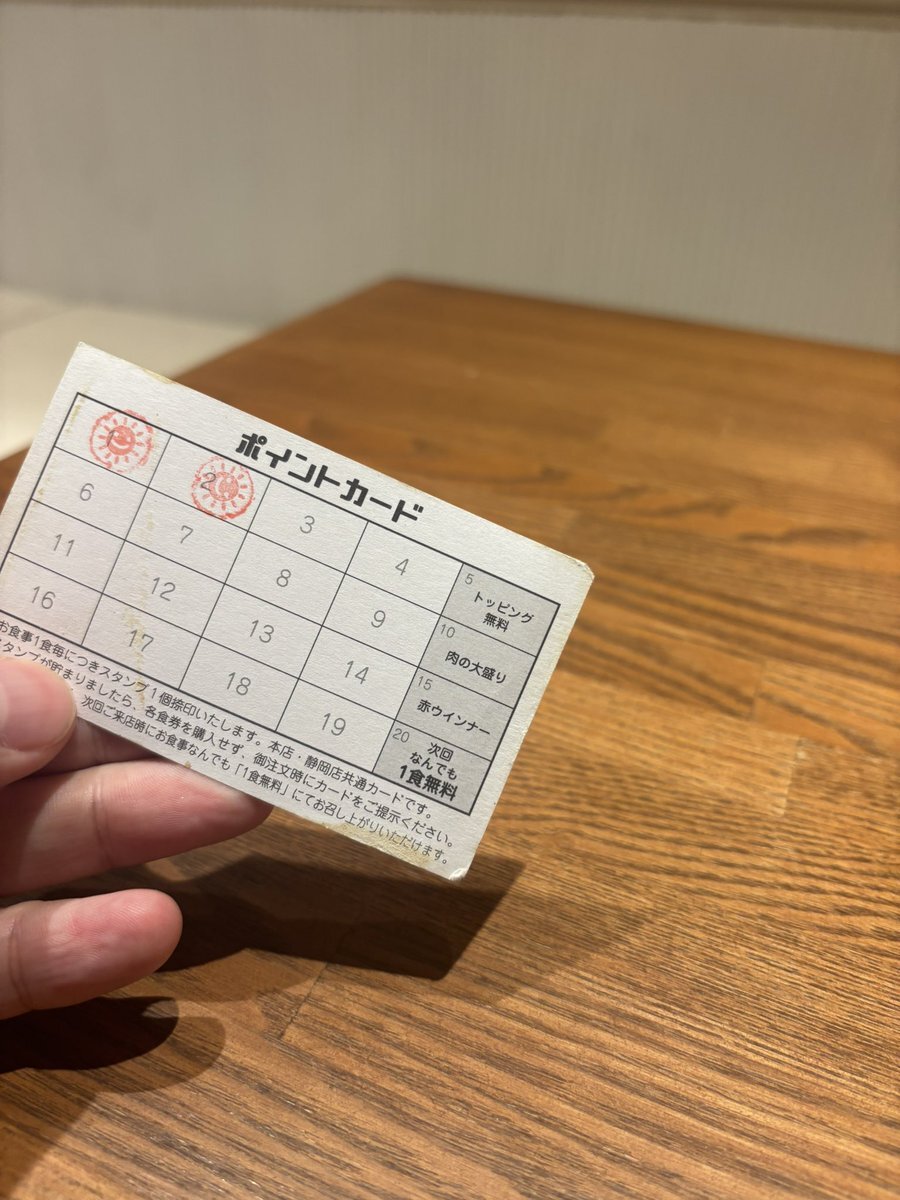 ポイントカード
1 2 3 4 5 トッピング無料
6 7 8 9 10 肉の大盛り
11 12 13 14 15 赤ウインナー
16 17 18 19 20 次回なんでも1食無料
お食事1食毎につきスタンプ1個捺印いたします。本店・静岡店共通カードです。
スタンプが貯まりましたら、各食券を購入せず、御注文時にカードをご提示ください。
次回ご来店時にお食事なんでも「1食無料」にてお召し上がりいただけます。